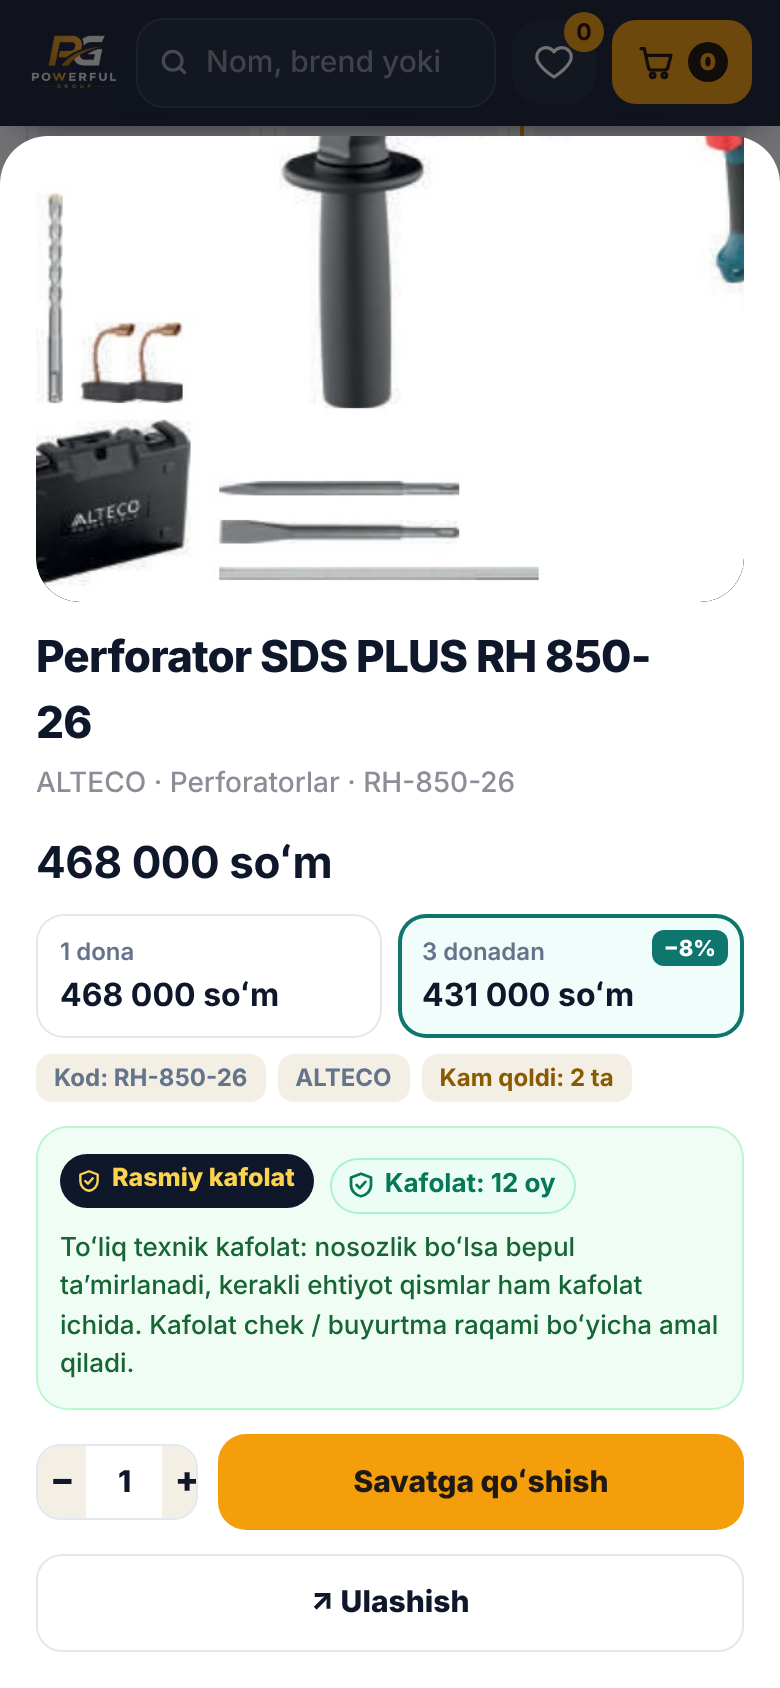 PG
POWERFUL
GROUP
Nom, brend yoki
0
0
ALTECO
Perforator SDS PLUS RH 850-
26
ALTECO · Perforatorlar · RH-850-26
468 000 soʻm
1 dona
468 000 soʻm
3 donadan
−8%
431 000 soʻm
Kod: RH-850-26
ALTECO
Kam qoldi: 2 ta
Rasmiy kafolat
Kafolat: 12 oy
Toʻliq texnik kafolat: nosozlik boʻlsa bepul
taʼmirlanadi, kerakli ehtiyot qismlar ham kafolat
ichida. Kafolat chek / buyurtma raqami boʻyicha amal
qiladi.
− 1 +
Savatga qoʻshish
↗ Ulashish